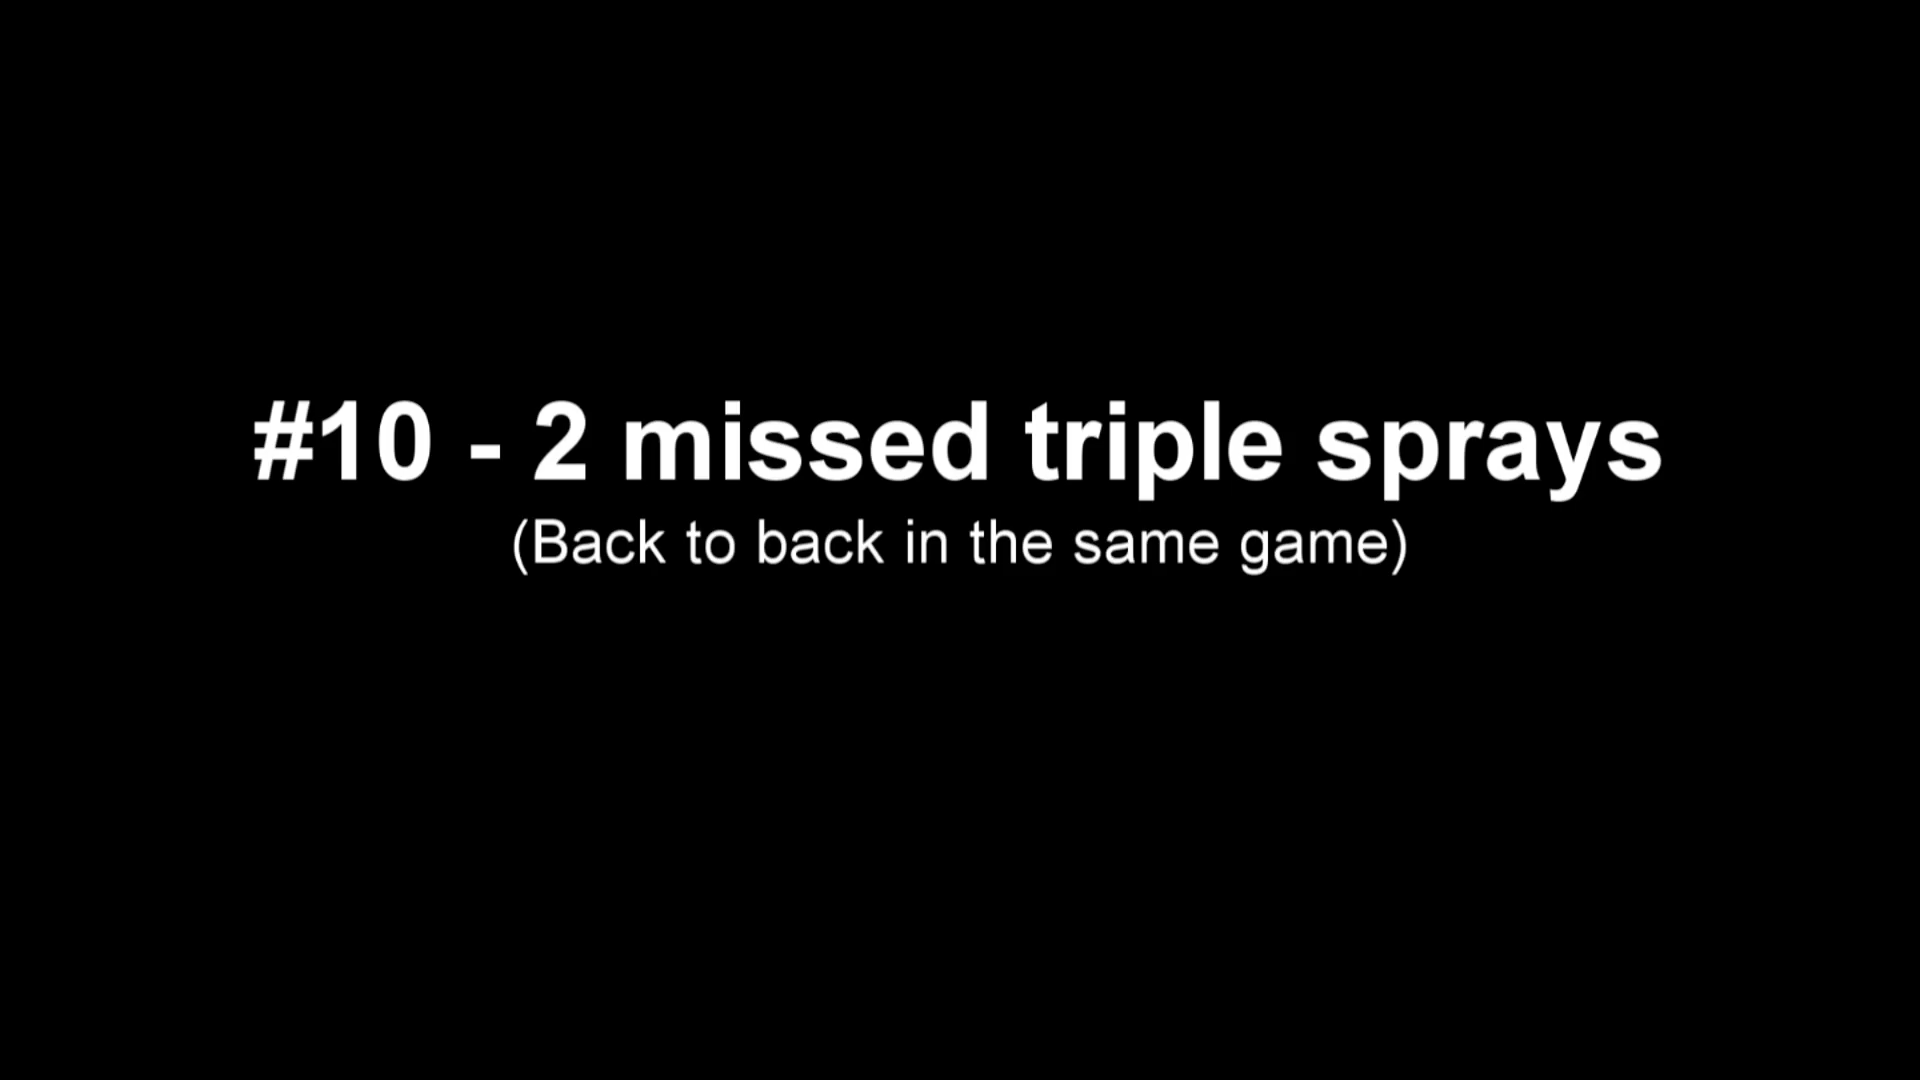 #10 - 2 missed triple sprays
(Back to back in the same game)